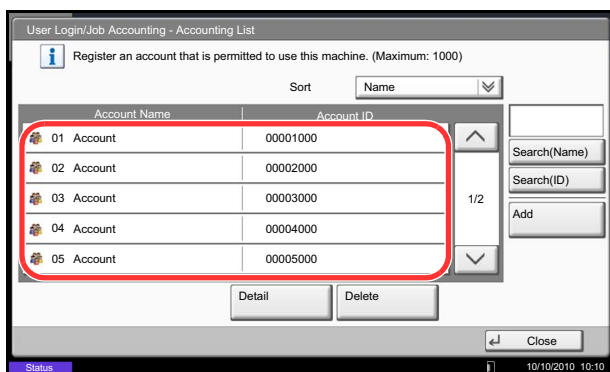 User Login/Job Accounting - Accounting List
i Register an account that is permitted to use this machine. (Maximum: 1000)
Sort Name
Account Name Account ID
01 Account 00001000
02 Account 00002000
03 Account 00003000
04 Account 00004000
05 Account 00005000
1/2
Search(Name)
Search(ID)
Add
Detail Delete
Close
Status 10/10/2010 10:10